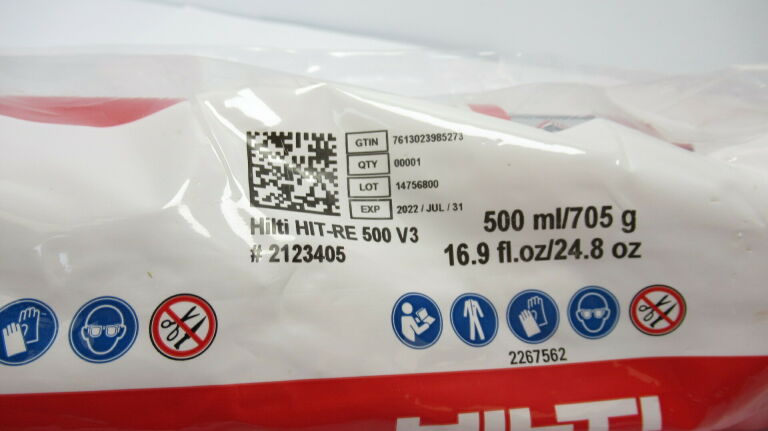 GTIN 7613023985273
QTY 00001
LOT 14756800
EXP 2022 / JUL / 31
Hilti HIT-RE 500 V3
# 2123405
500 ml/705 g
16.9 fl.oz/24.8 oz
2267562
HILTI